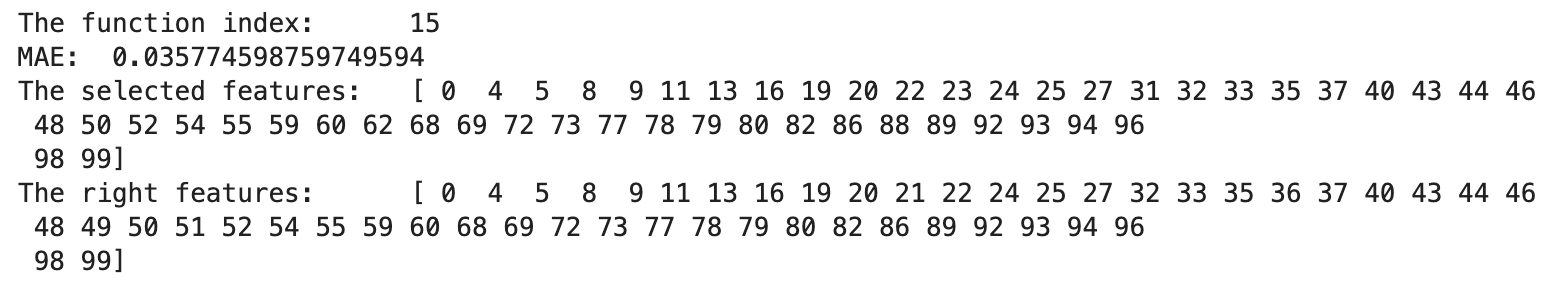 The function index:      15
MAE:  0.035774598759749594
The selected features:   [ 0  4  5  8  9 11 13 16 19 20 22 23 24 25 27 31 32 33 35 37 40 43 44 46
 48 50 52 54 55 59 60 62 68 69 72 73 77 78 79 80 82 86 88 89 92 93 94 96
 98 99]
The right features:      [ 0  4  5  8  9 11 13 16 19 20 21 22 24 25 27 32 33 35 36 37 40 43 44 46
 48 49 50 51 52 54 55 59 60 68 69 72 73 77 78 79 80 82 86 89 92 93 94 96
 98 99]